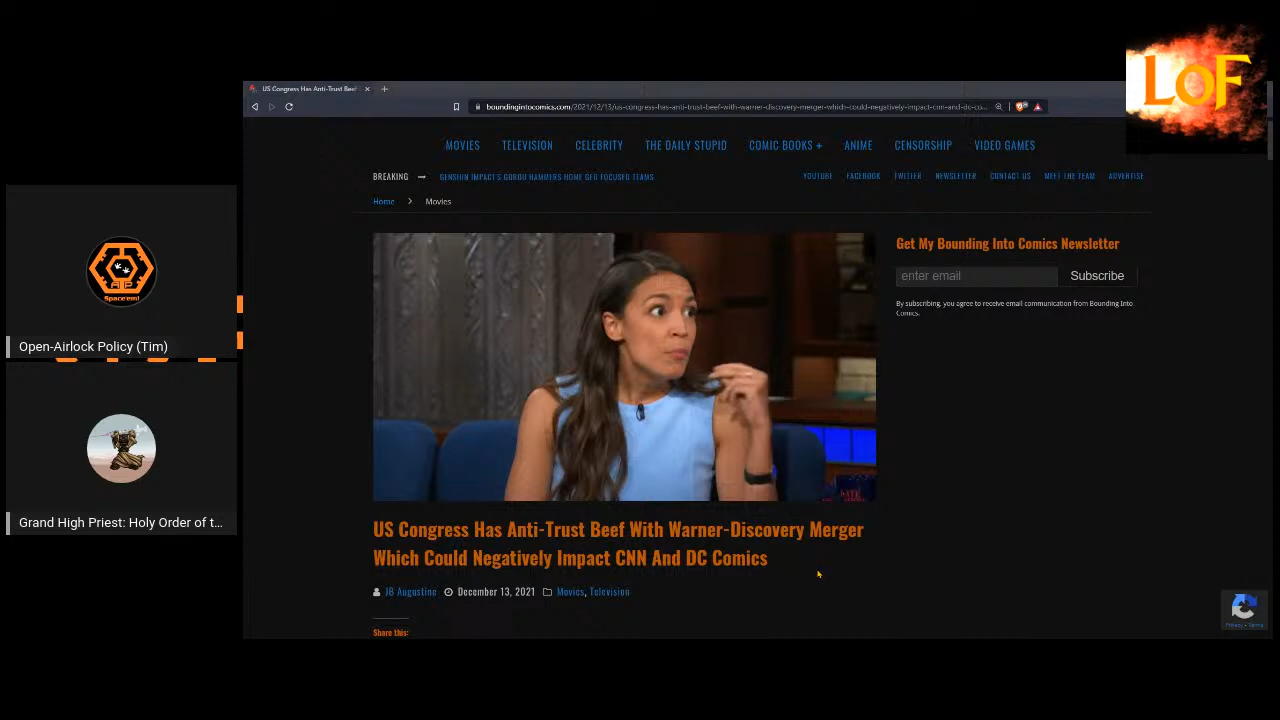 LoF
US Congress Has Anti-Trust Beef
boundingintocomics.com/2021/12/13/us-congress-has-anti-trust-beef-with-warner-discovery-merger-which-could-negatively-impact-cnn-and-dc-co...
MOVIES TELEVISION CELEBRITY THE DAILY STUPID COMIC BOOKS + ANIME CENSORSHIP VIDEO GAMES
BREAKING → GENSHIN IMPACT'S GOROU HAMMERS HOME GEO FOCUSED TEAMS
YOUTUBE FACEBOOK TWITTER NEWSLETTER CONTACT US MEET THE TEAM ADVERTISE
Home > Movies
Get My Bounding Into Comics Newsletter
enter email Subscribe
By subscribing, you agree to receive email communication from Bounding Into
Comics.
Space'em!
Open-Airlock Policy (Tim)
Grand High Priest: Holy Order of t...
LATE
US Congress Has Anti-Trust Beef With Warner-Discovery Merger
Which Could Negatively Impact CNN And DC Comics
JB Augustine December 13, 2021 Movies, Television
Share this:
Privacy - Terms